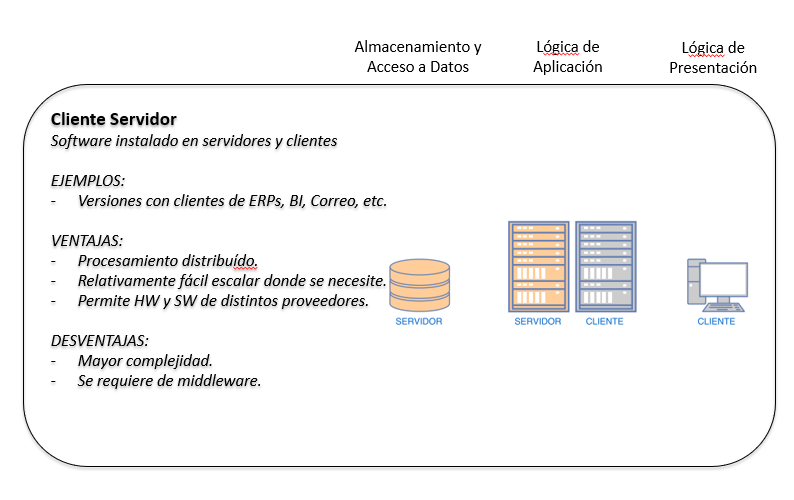 Almacenamiento y
Acceso a Datos
Lógica de
Aplicación
Lógica de
Presentación
Cliente Servidor
Software instalado en servidores y clientes
EJEMPLOS:
- Versiones con clientes de ERPs, BI, Correo, etc.
VENTAJAS:
- Procesamiento distribuído.
- Relativamente fácil escalar donde se necesite.
- Permite HW y SW de distintos proveedores.
SERVIDOR
SERVIDOR
CLIENTE
CLIENTE
DESVENTAJAS:
- Mayor complejidad.
- Se requiere de middleware.